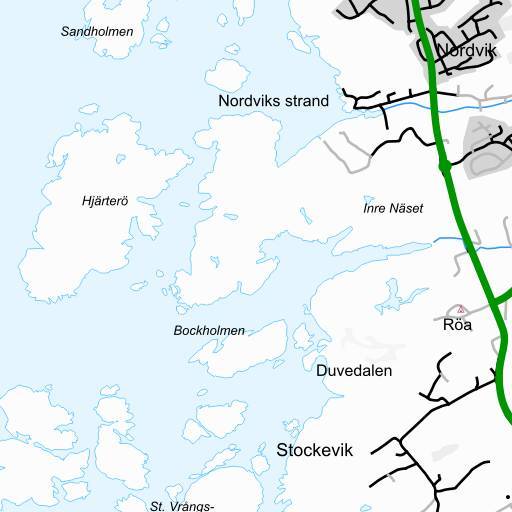 Sandholmen
Nordvik
Nordviks strand
Hjärterö
Inre Näset
Bockholmen
Röa
Duvedalen
Stockevik
St. Vrångs-